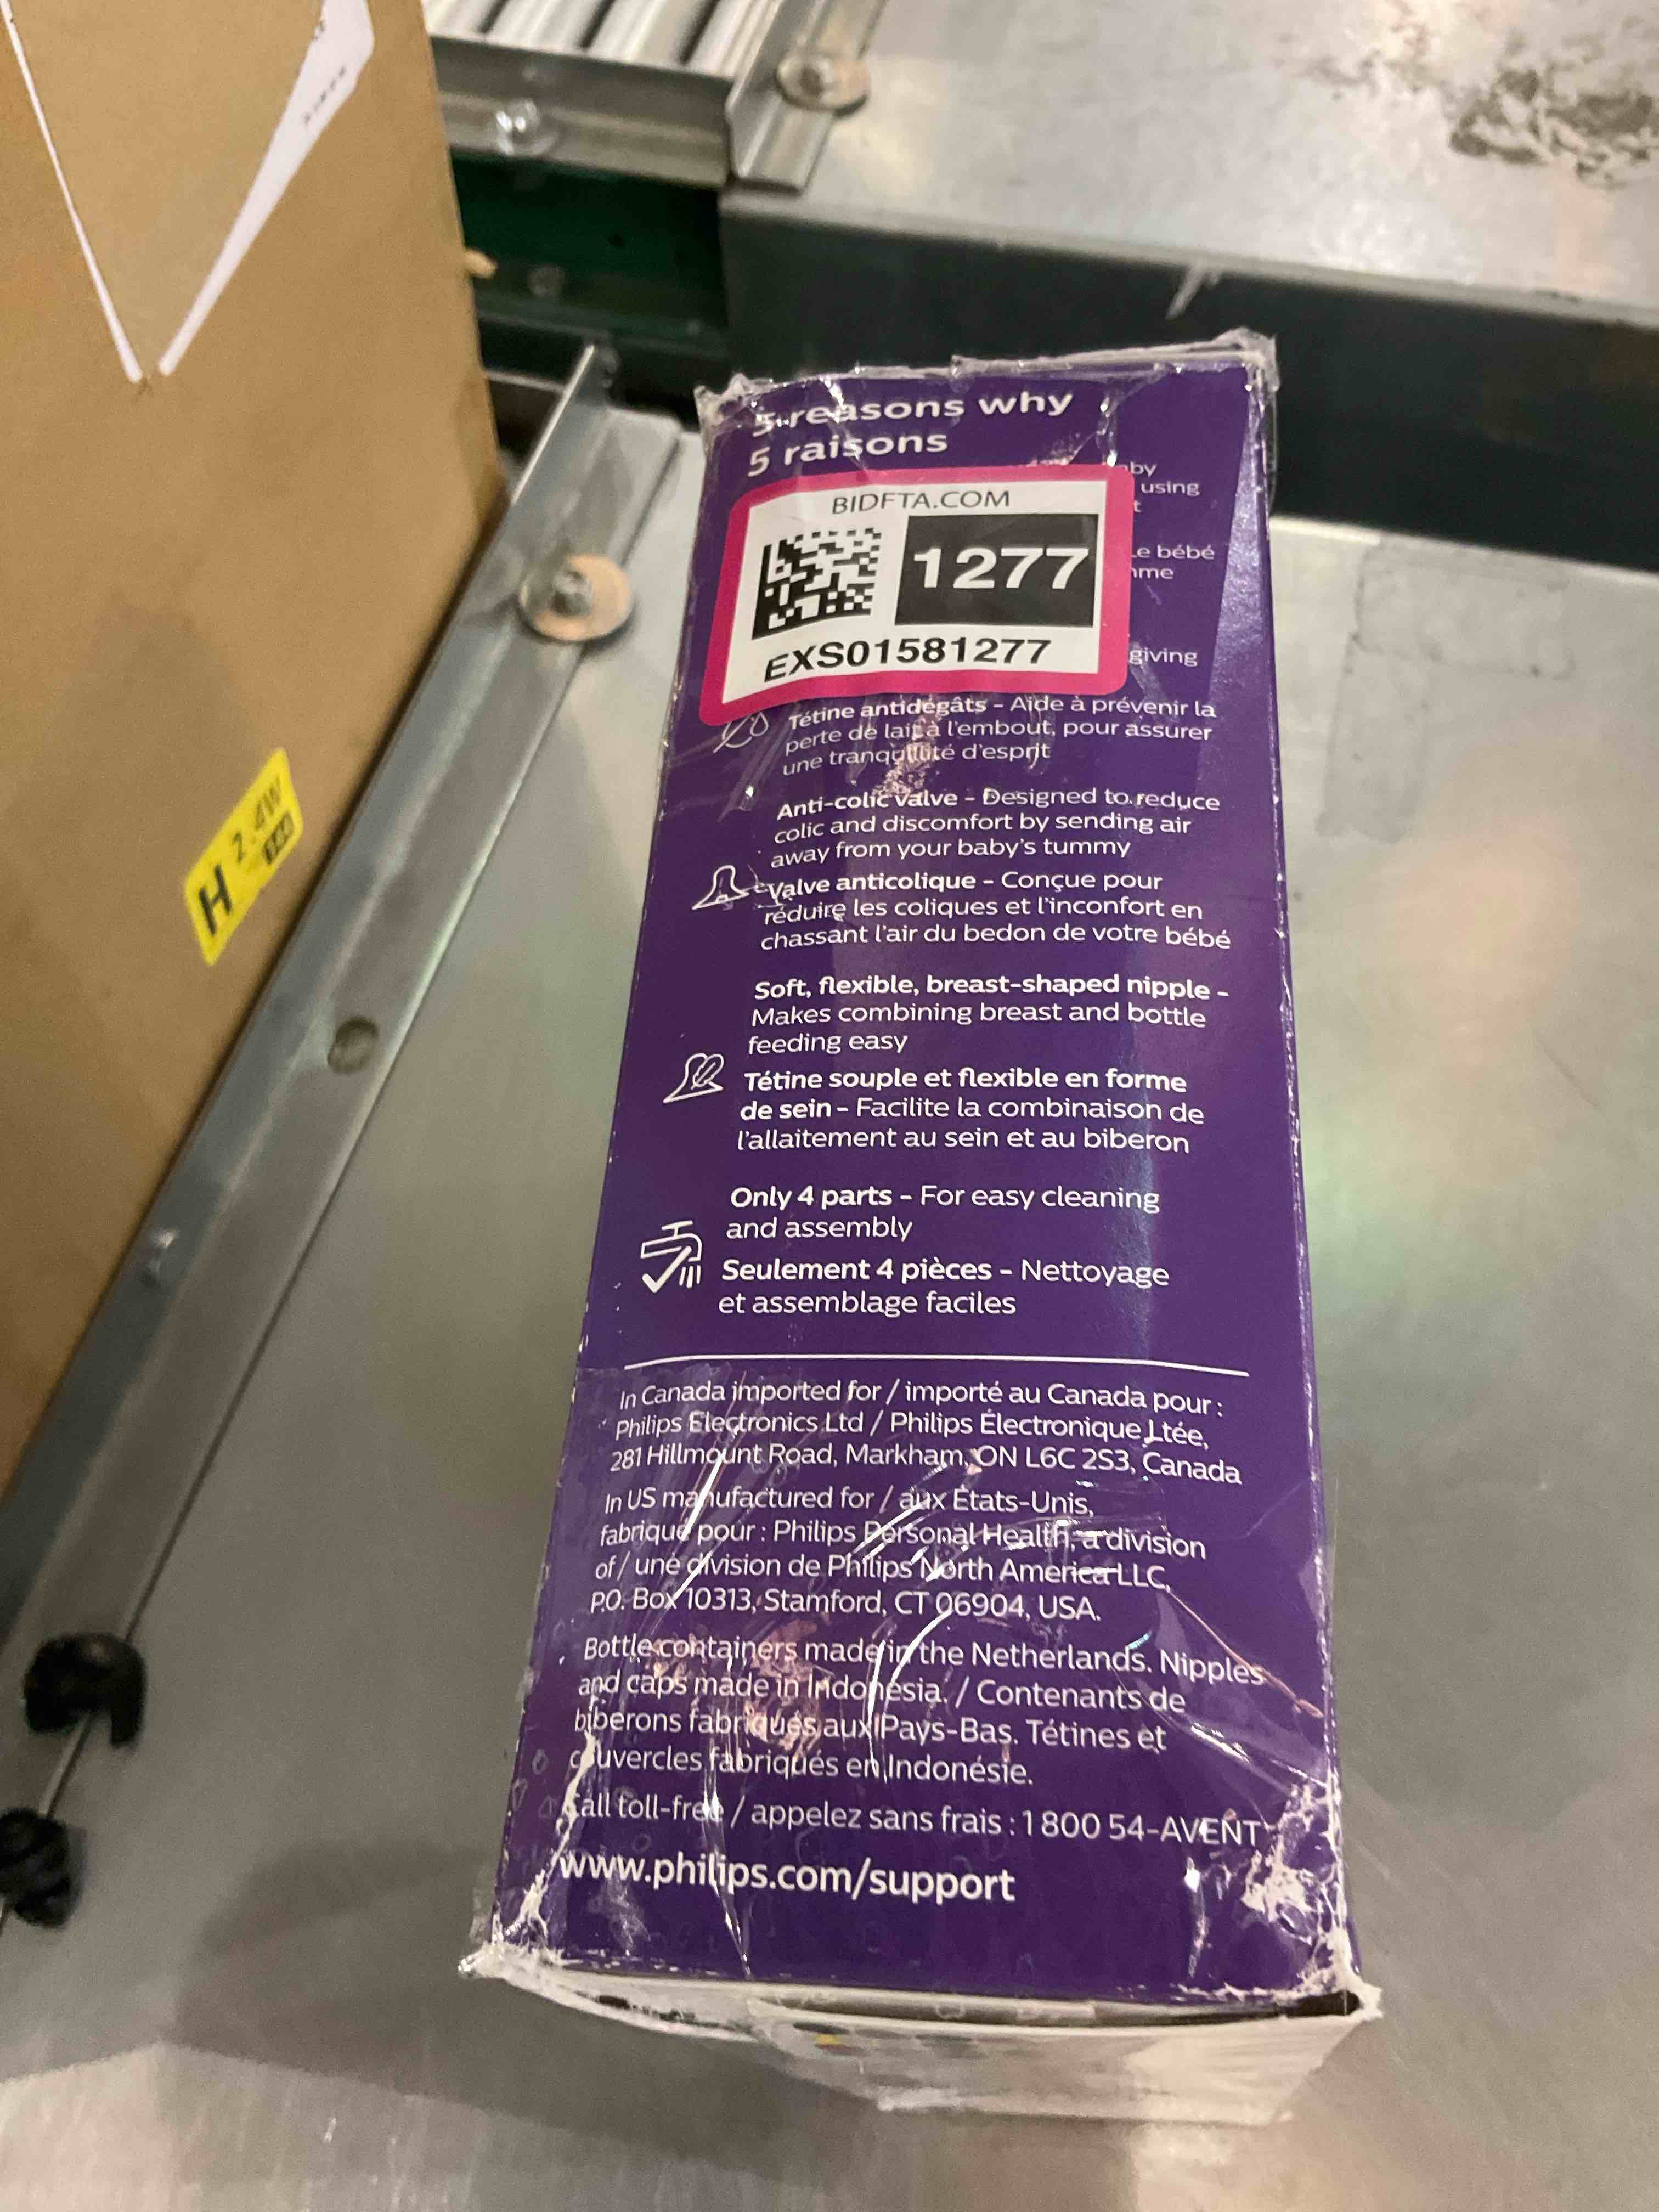 5 reasons why
5 raisons
BIDFTA.COM
1277
EXS01581277
using
Le bébé
giving
Tétine antidégâts – Aide à prévenir la
perte de lait à l'embout, pour assurer
une tranquillité d'esprit
Anti-colic valve – Designed to reduce
colic and discomfort by sending air
away from your baby's tummy
Valve anticolique – Conçue pour
réduire les coliques et l'inconfort en
chassant l'air du bedon de votre bébé
Soft, flexible, breast-shaped nipple –
Makes combining breast and bottle
feeding easy
Tétine souple et flexible en forme
de sein – Facilite la combinaison de
l'allaitement au sein et au biberon
Only 4 parts – For easy cleaning
and assembly
Seulement 4 pièces – Nettoyage
et assemblage faciles
In Canada imported for / importé au Canada pour :
Philips Electronics Ltd / Philips Électronique Ltée,
281 Hillmount Road, Markham, ON L6C 2S3, Canada
In US manufactured for / aux États-Unis,
fabriqué pour : Philips Personal Health, a division
of / une division de Philips North America LLC,
P.O. Box 10313, Stamford, CT 06904, USA.
Bottle containers made in the Netherlands. Nipples
and caps made in Indonesia. / Contenants de
biberons fabriqués aux Pays-Bas. Tétines et
couvercles fabriqués en Indonésie.
Call toll-free / appelez sans frais : 1 800 54-AVENT
www.philips.com/support
H 2.4W